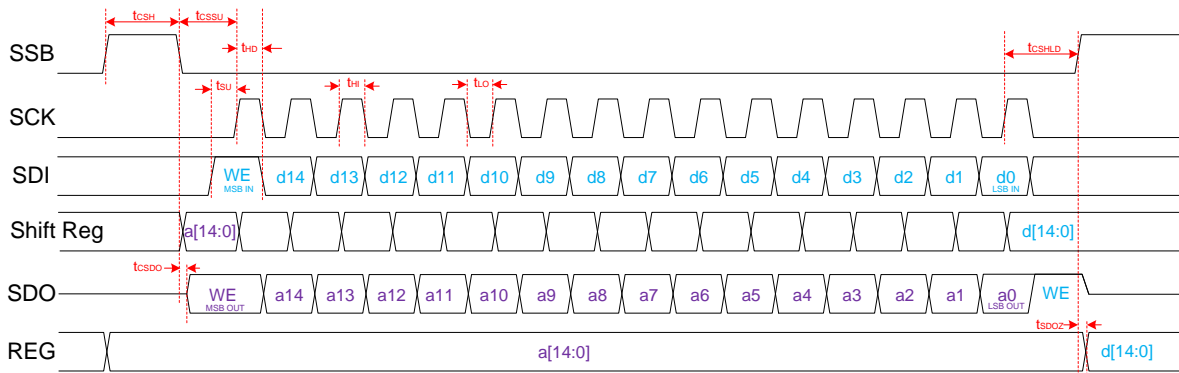 tCSH tCSSU
SSB tHD tCSHLD
tSU tHI tLO
SCK
SDI WE d14 d13 d12 d11 d10 d9 d8 d7 d6 d5 d4 d3 d2 d1 d0
MSB IN LSB IN
Shift Reg a[14:0] d[14:0]
tCSDO
SDO WE a14 a13 a12 a11 a10 a9 a8 a7 a6 a5 a4 a3 a2 a1 a0 WE
MSB OUT LSB OUT
tSDOZ
REG a[14:0] d[14:0]